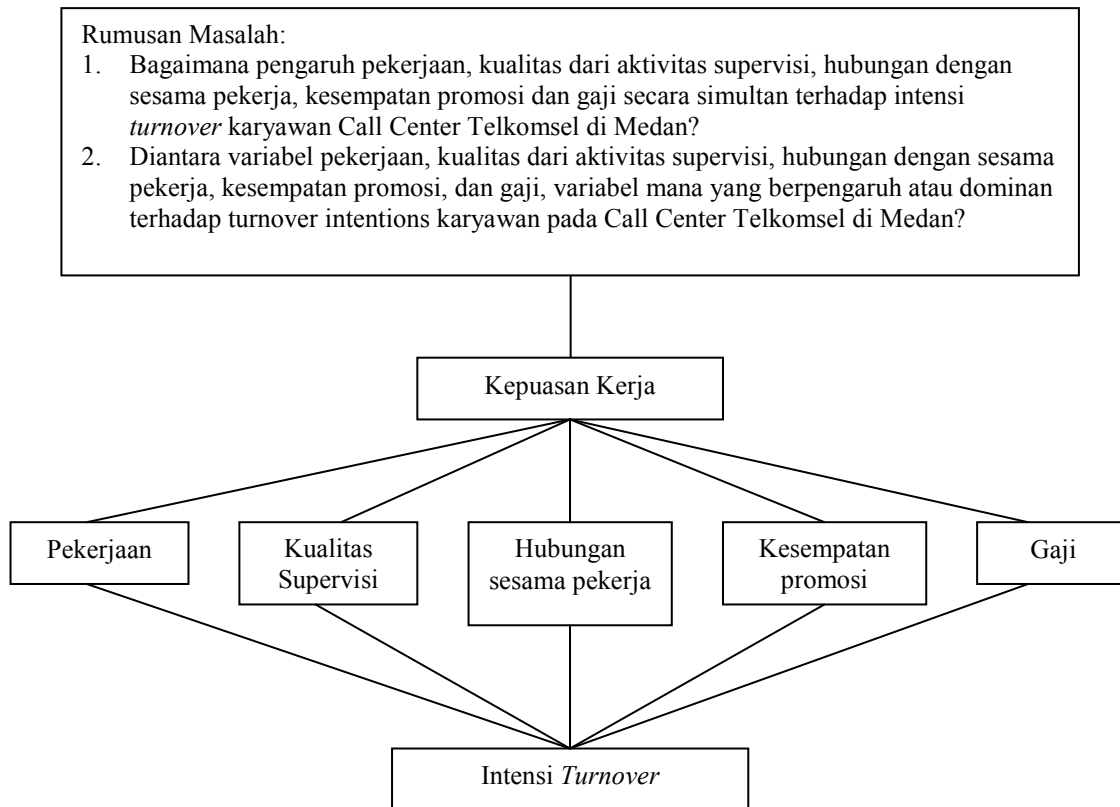 Rumusan Masalah:
1. Bagaimana pengaruh pekerjaan, kualitas dari aktivitas supervisi, hubungan dengan
sesama pekerja, kesempatan promosi dan gaji secara simultan terhadap intensi
turnover karyawan Call Center Telkomsel di Medan?
2. Diantara variabel pekerjaan, kualitas dari aktivitas supervisi, hubungan dengan sesama
pekerja, kesempatan promosi, dan gaji, variabel mana yang berpengaruh atau dominan
terhadap turnover intentions karyawan pada Call Center Telkomsel di Medan?
Kepuasan Kerja
Pekerjaan
Kualitas
Supervisi
Hubungan
sesama pekerja
Kesempatan
promosi
Gaji
Intensi Turnover